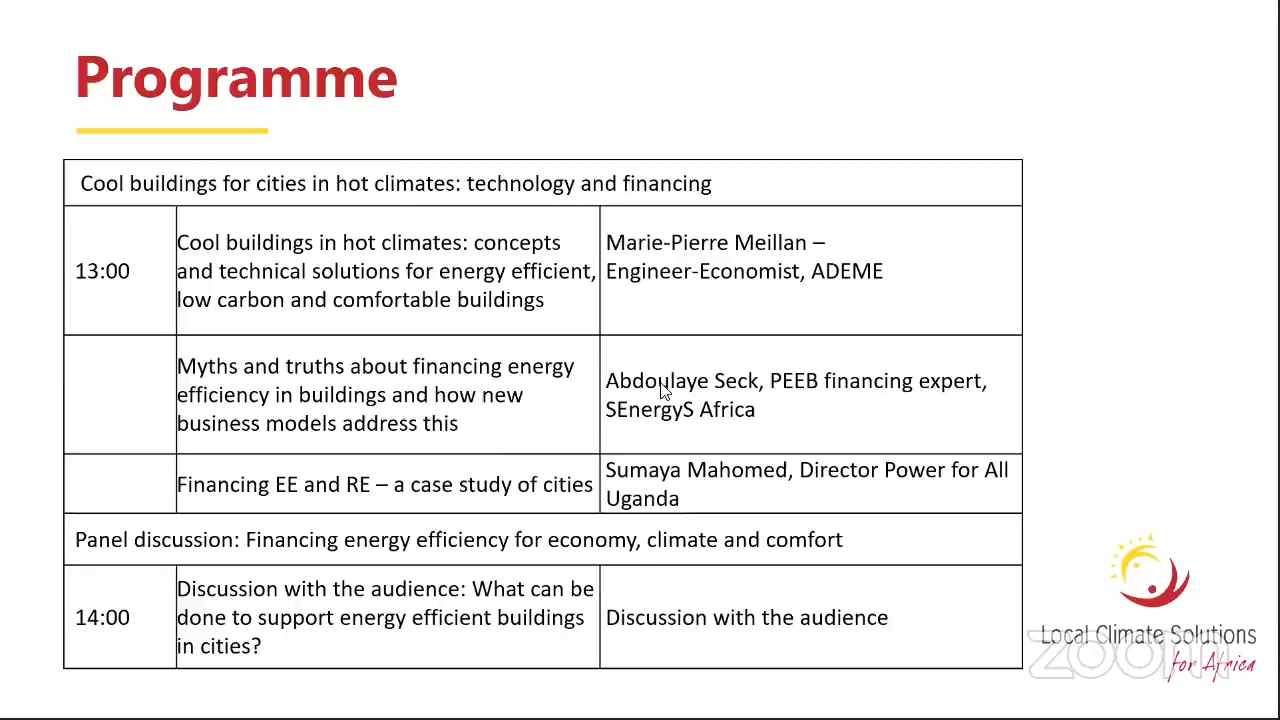 Programme
Cool buildings for cities in hot climates: technology and financing
13:00
Cool buildings in hot climates: concepts
and technical solutions for energy efficient,
low carbon and comfortable buildings
Marie-Pierre Meillan –
Engineer-Economist, ADEME
Myths and truths about financing energy
efficiency in buildings and how new
business models address this
Abdoulaye Seck, PEEB financing expert,
SEnergyS Africa
Financing EE and RE – a case study of cities
Sumaya Mahomed, Director Power for All
Uganda
Panel discussion: Financing energy efficiency for economy, climate and comfort
14:00
Discussion with the audience: What can be
done to support energy efficient buildings
in cities?
Discussion with the audience
Local Climate Solutions
for Africa
zoom